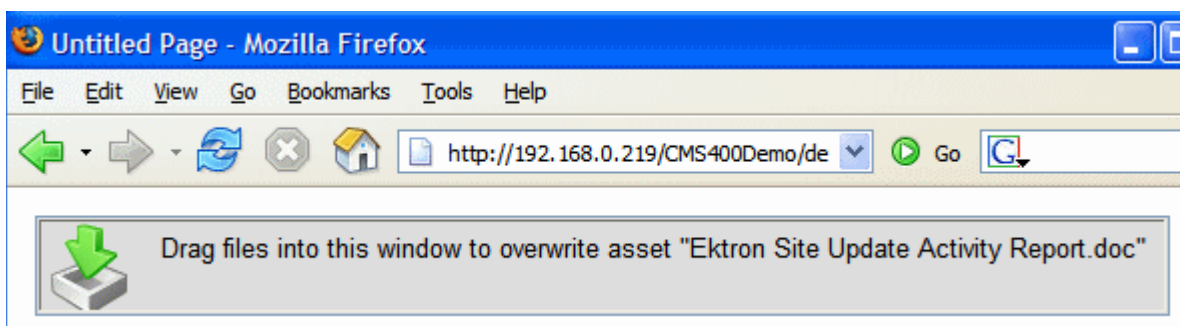 Untitled Page - Mozilla Firefox
File Edit View Go Bookmarks Tools Help
http://192.168.0.219/CMS400Demo/de Go G
Drag files into this window to overwrite asset "Ektron Site Update Activity Report.doc"